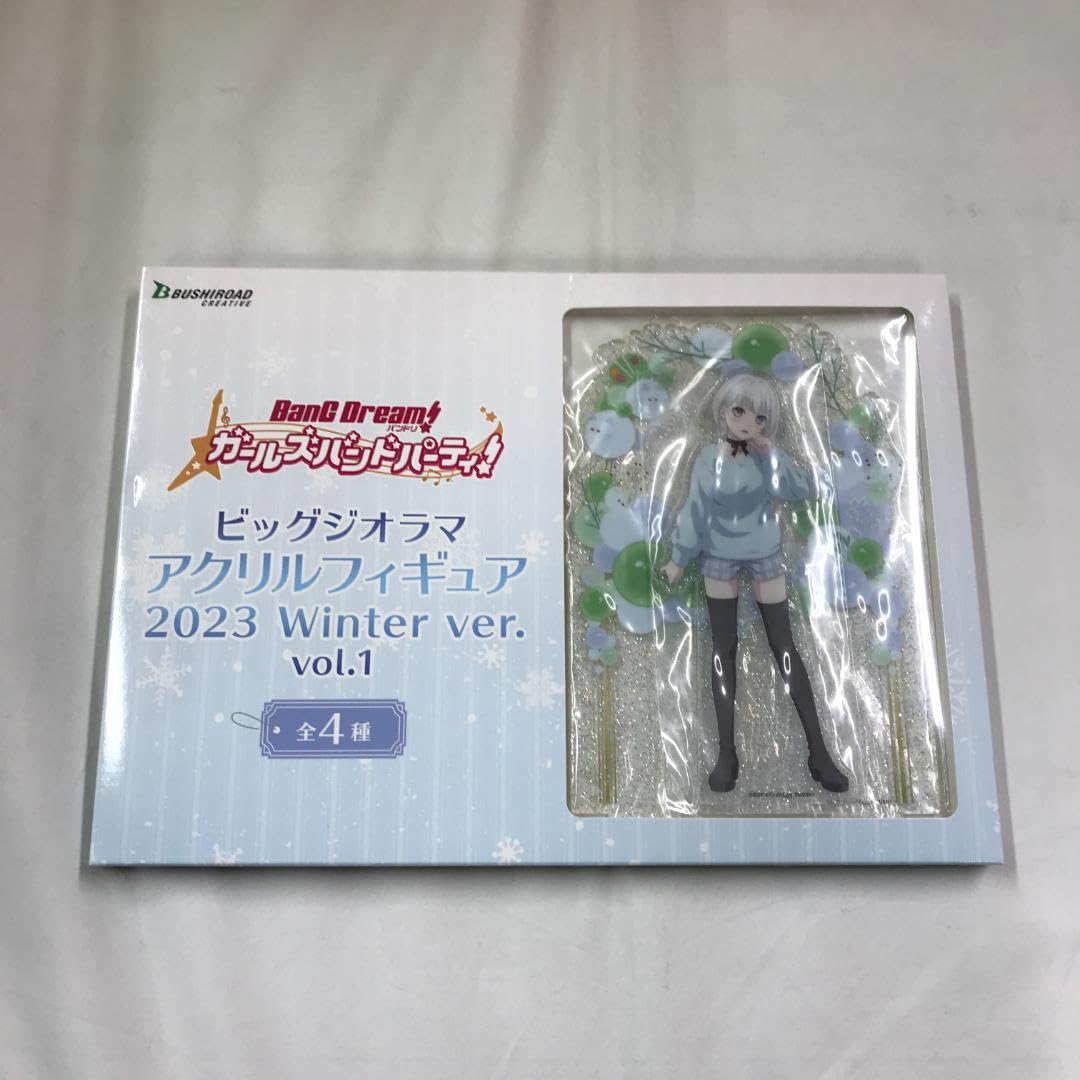 BUSHIROAD
CREATIVE
BanG Dream!
バンドリ!
ガールズバンドパーティ!
ビッグジオラマ
アクリルフィギュア
2023 Winter ver.
vol.1
全4種